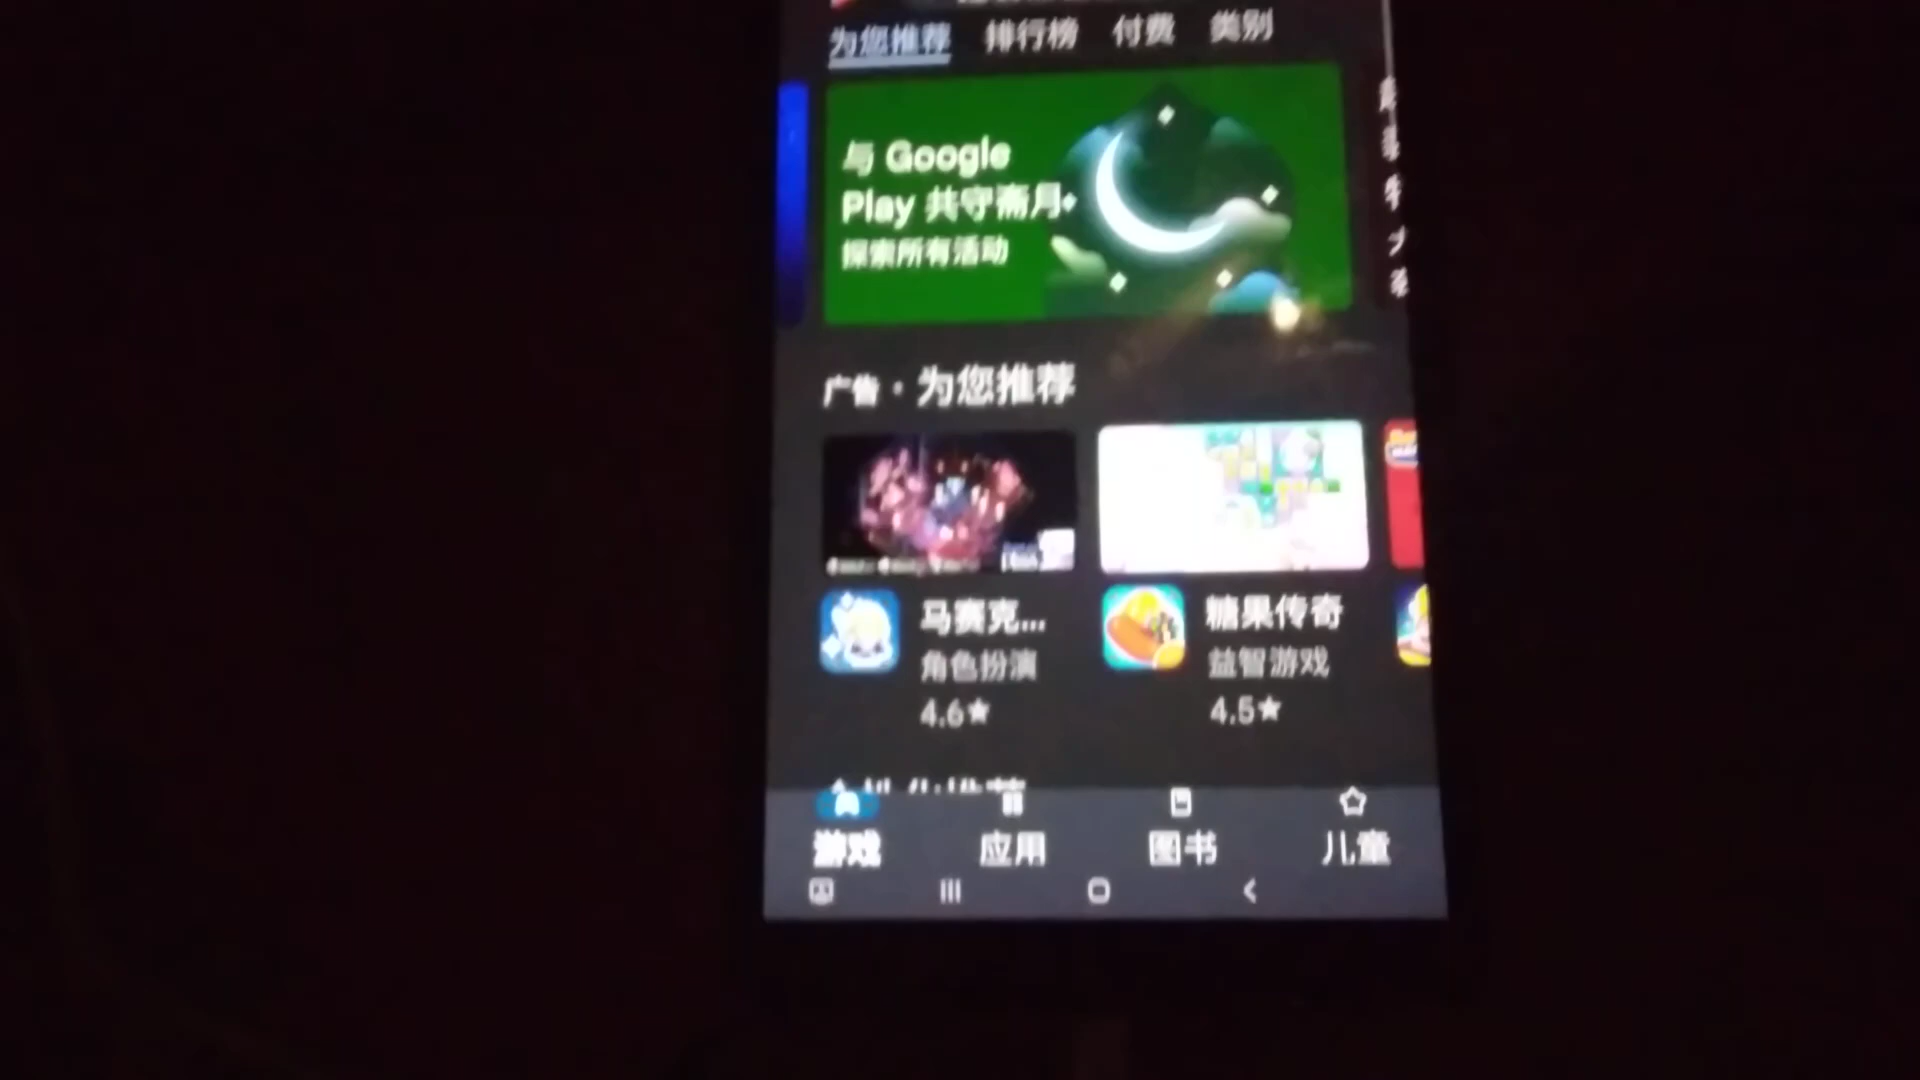 为您推荐 排行榜 付费 类别
与 Google
Play 共守斋月
探索所有活动
广告 · 为您推荐
马赛克... 糖果传奇
角色扮演 益智游戏
4.6★ 4.5★
游戏 应用 图书 儿童